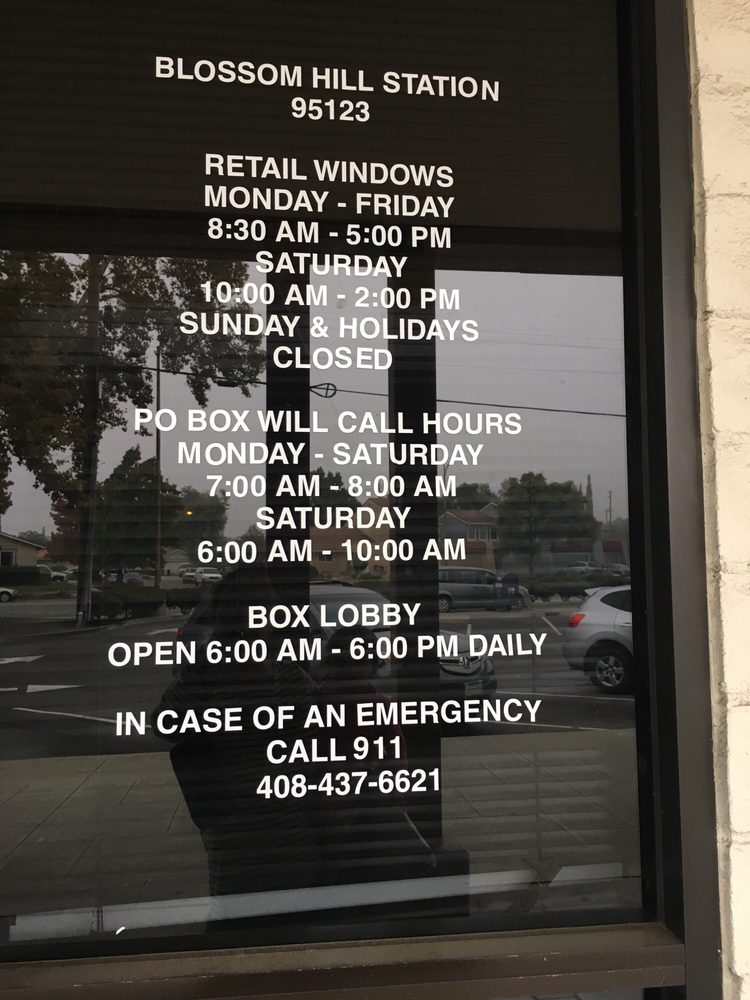 BLOSSOM HILL STATION
95123
RETAIL WINDOWS
MONDAY - FRIDAY
8:30 AM - 5:00 PM
SATURDAY
10:00 AM - 2:00 PM
SUNDAY & HOLIDAYS
CLOSED
PO BOX WILL CALL HOURS
MONDAY - SATURDAY
7:00 AM - 8:00 AM
SATURDAY
6:00 AM - 10:00 AM
BOX LOBBY
OPEN 6:00 AM - 6:00 PM DAILY
IN CASE OF AN EMERGENCY
CALL 911
408-437-6621